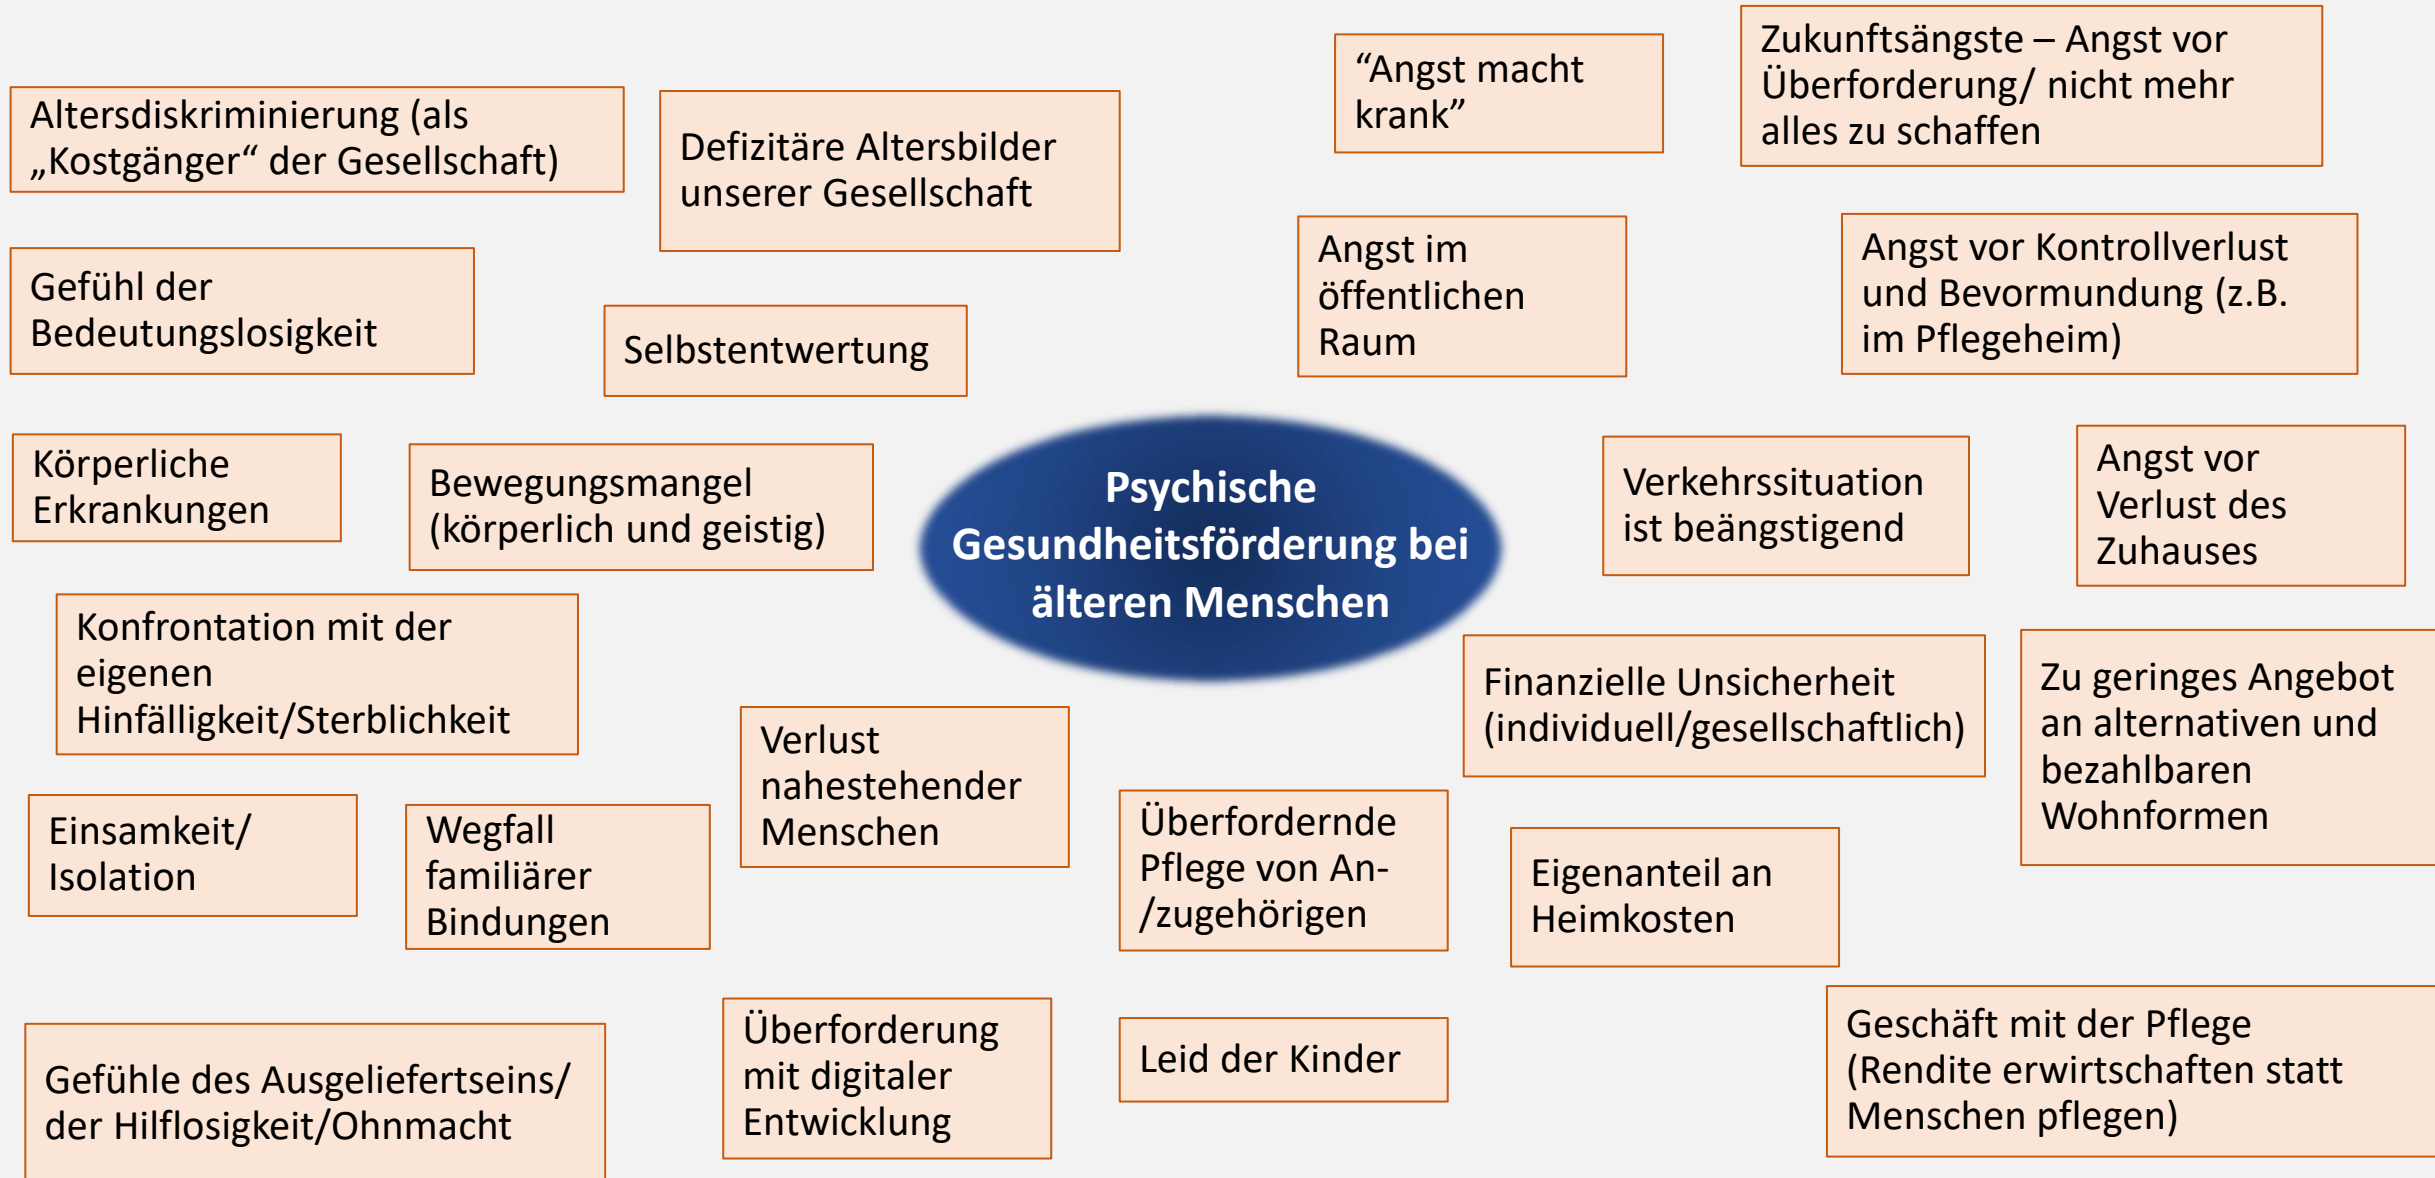 Altersdiskriminierung (als
„Kostgänger“ der Gesellschaft)
Defizitäre Altersbilder
unserer Gesellschaft
“Angst macht
krank”
Zukunftsängste – Angst vor
Überforderung/ nicht mehr
alles zu schaffen
Gefühl der
Bedeutungslosigkeit
Selbstentwertung
Angst im
öffentlichen
Raum
Angst vor Kontrollverlust
und Bevormundung (z.B.
im Pflegeheim)
Körperliche
Erkrankungen
Bewegungsmangel
(körperlich und geistig)
Psychische
Gesundheitsförderung bei
älteren Menschen
Verkehrssituation
ist beängstigend
Angst vor
Verlust des
Zuhauses
Konfrontation mit der
eigenen
Hinfälligkeit/Sterblichkeit
Verlust
nahestehender
Menschen
Finanzielle Unsicherheit
(individuell/gesellschaftlich)
Zu geringes Angebot
an alternativen und
bezahlbaren
Wohnformen
Einsamkeit/
Isolation
Wegfall
familiärer
Bindungen
Überfordernde
Pflege von An-
/zugehörigen
Eigenanteil an
Heimkosten
Gefühle des Ausgeliefertseins/
der Hilflosigkeit/Ohnmacht
Überforderung
mit digitaler
Entwicklung
Leid der Kinder
Geschäft mit der Pflege
(Rendite erwirtschaften statt
Menschen pflegen)